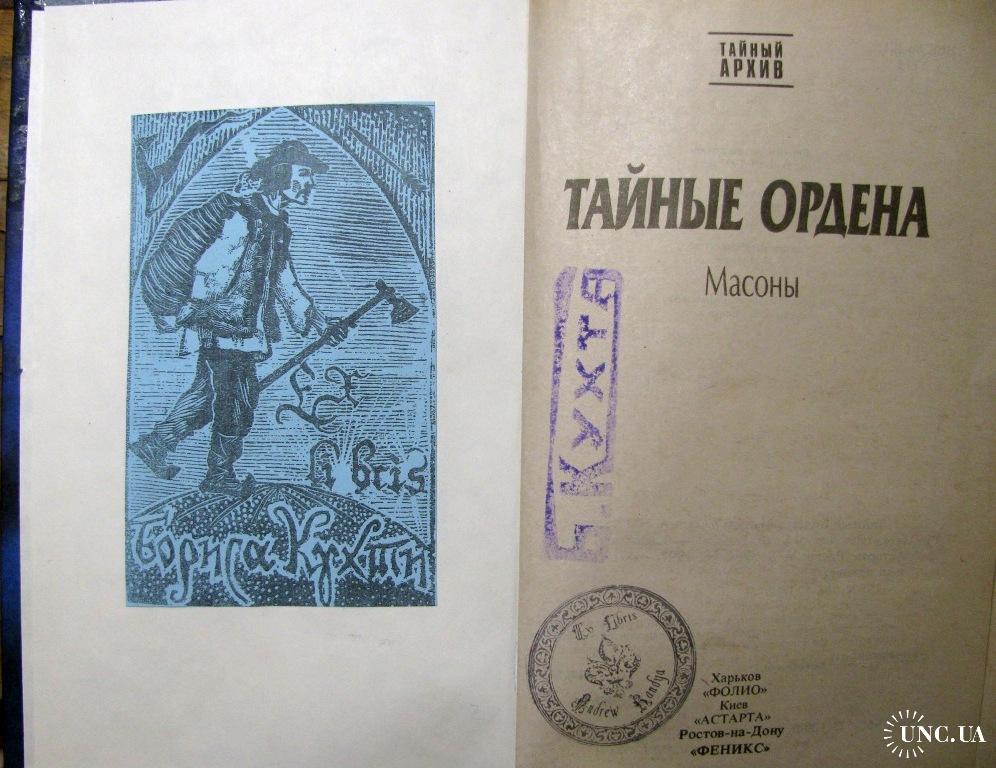 Ex
libris
Бориса Кухти
ТАЙНЫЙ
АРХИВ
ТАЙНЫЕ ОРДЕНА
Масоны
Б. КУХТА
Ex Libris
Andrew
Харьков
«ФОЛИО»
Киев
«АСТАРТА»
Ростов-на-Дону
«ФЕНИКС»
UNC.UA